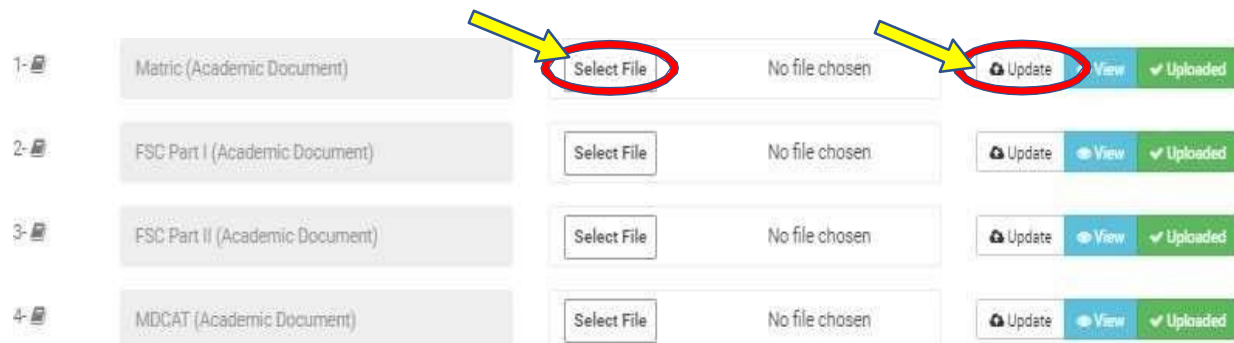 1- Matric (Academic Document) Select File No file chosen Update View Uploaded
2- FSC Part I (Academic Document) Select File No file chosen Update View Uploaded
3- FSC Part II (Academic Document) Select File No file chosen Update View Uploaded
4- MDCAT (Academic Document) Select File No file chosen Update View Uploaded